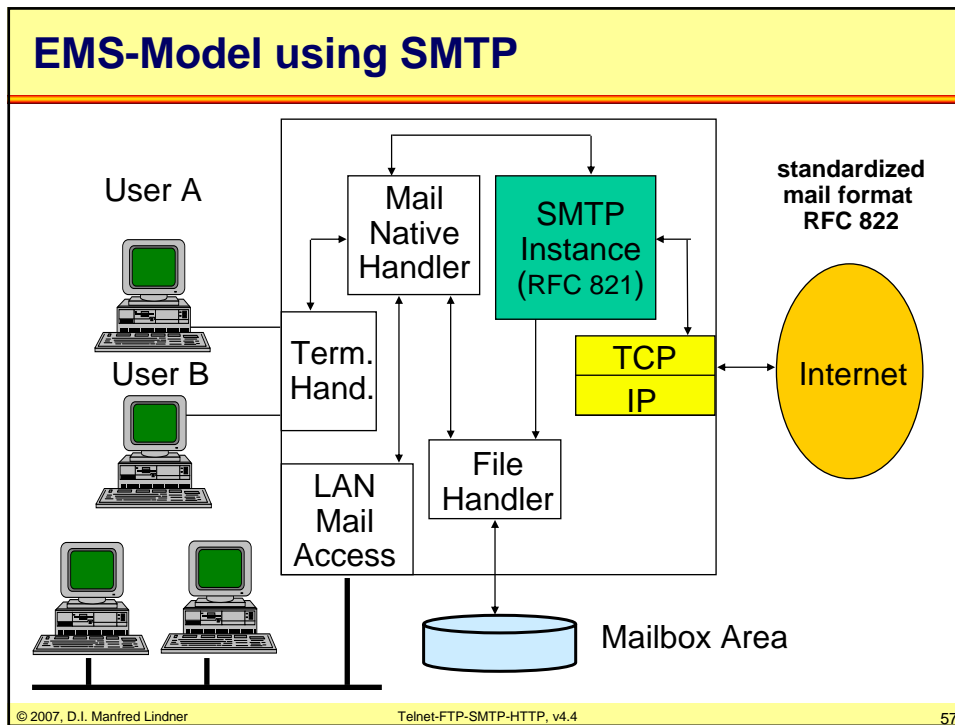 EMS-Model using SMTP
User A
User B
Mail
Native
Handler
SMTP
Instance
(RFC 821)
standardized
mail format
RFC 822
Term.
Hand.
TCP
IP
Internet
LAN
Mail
Access
File
Handler
Mailbox Area
© 2007, D.I. Manfred Lindner
Telnet-FTP-SMTP-HTTP, v4.4
57